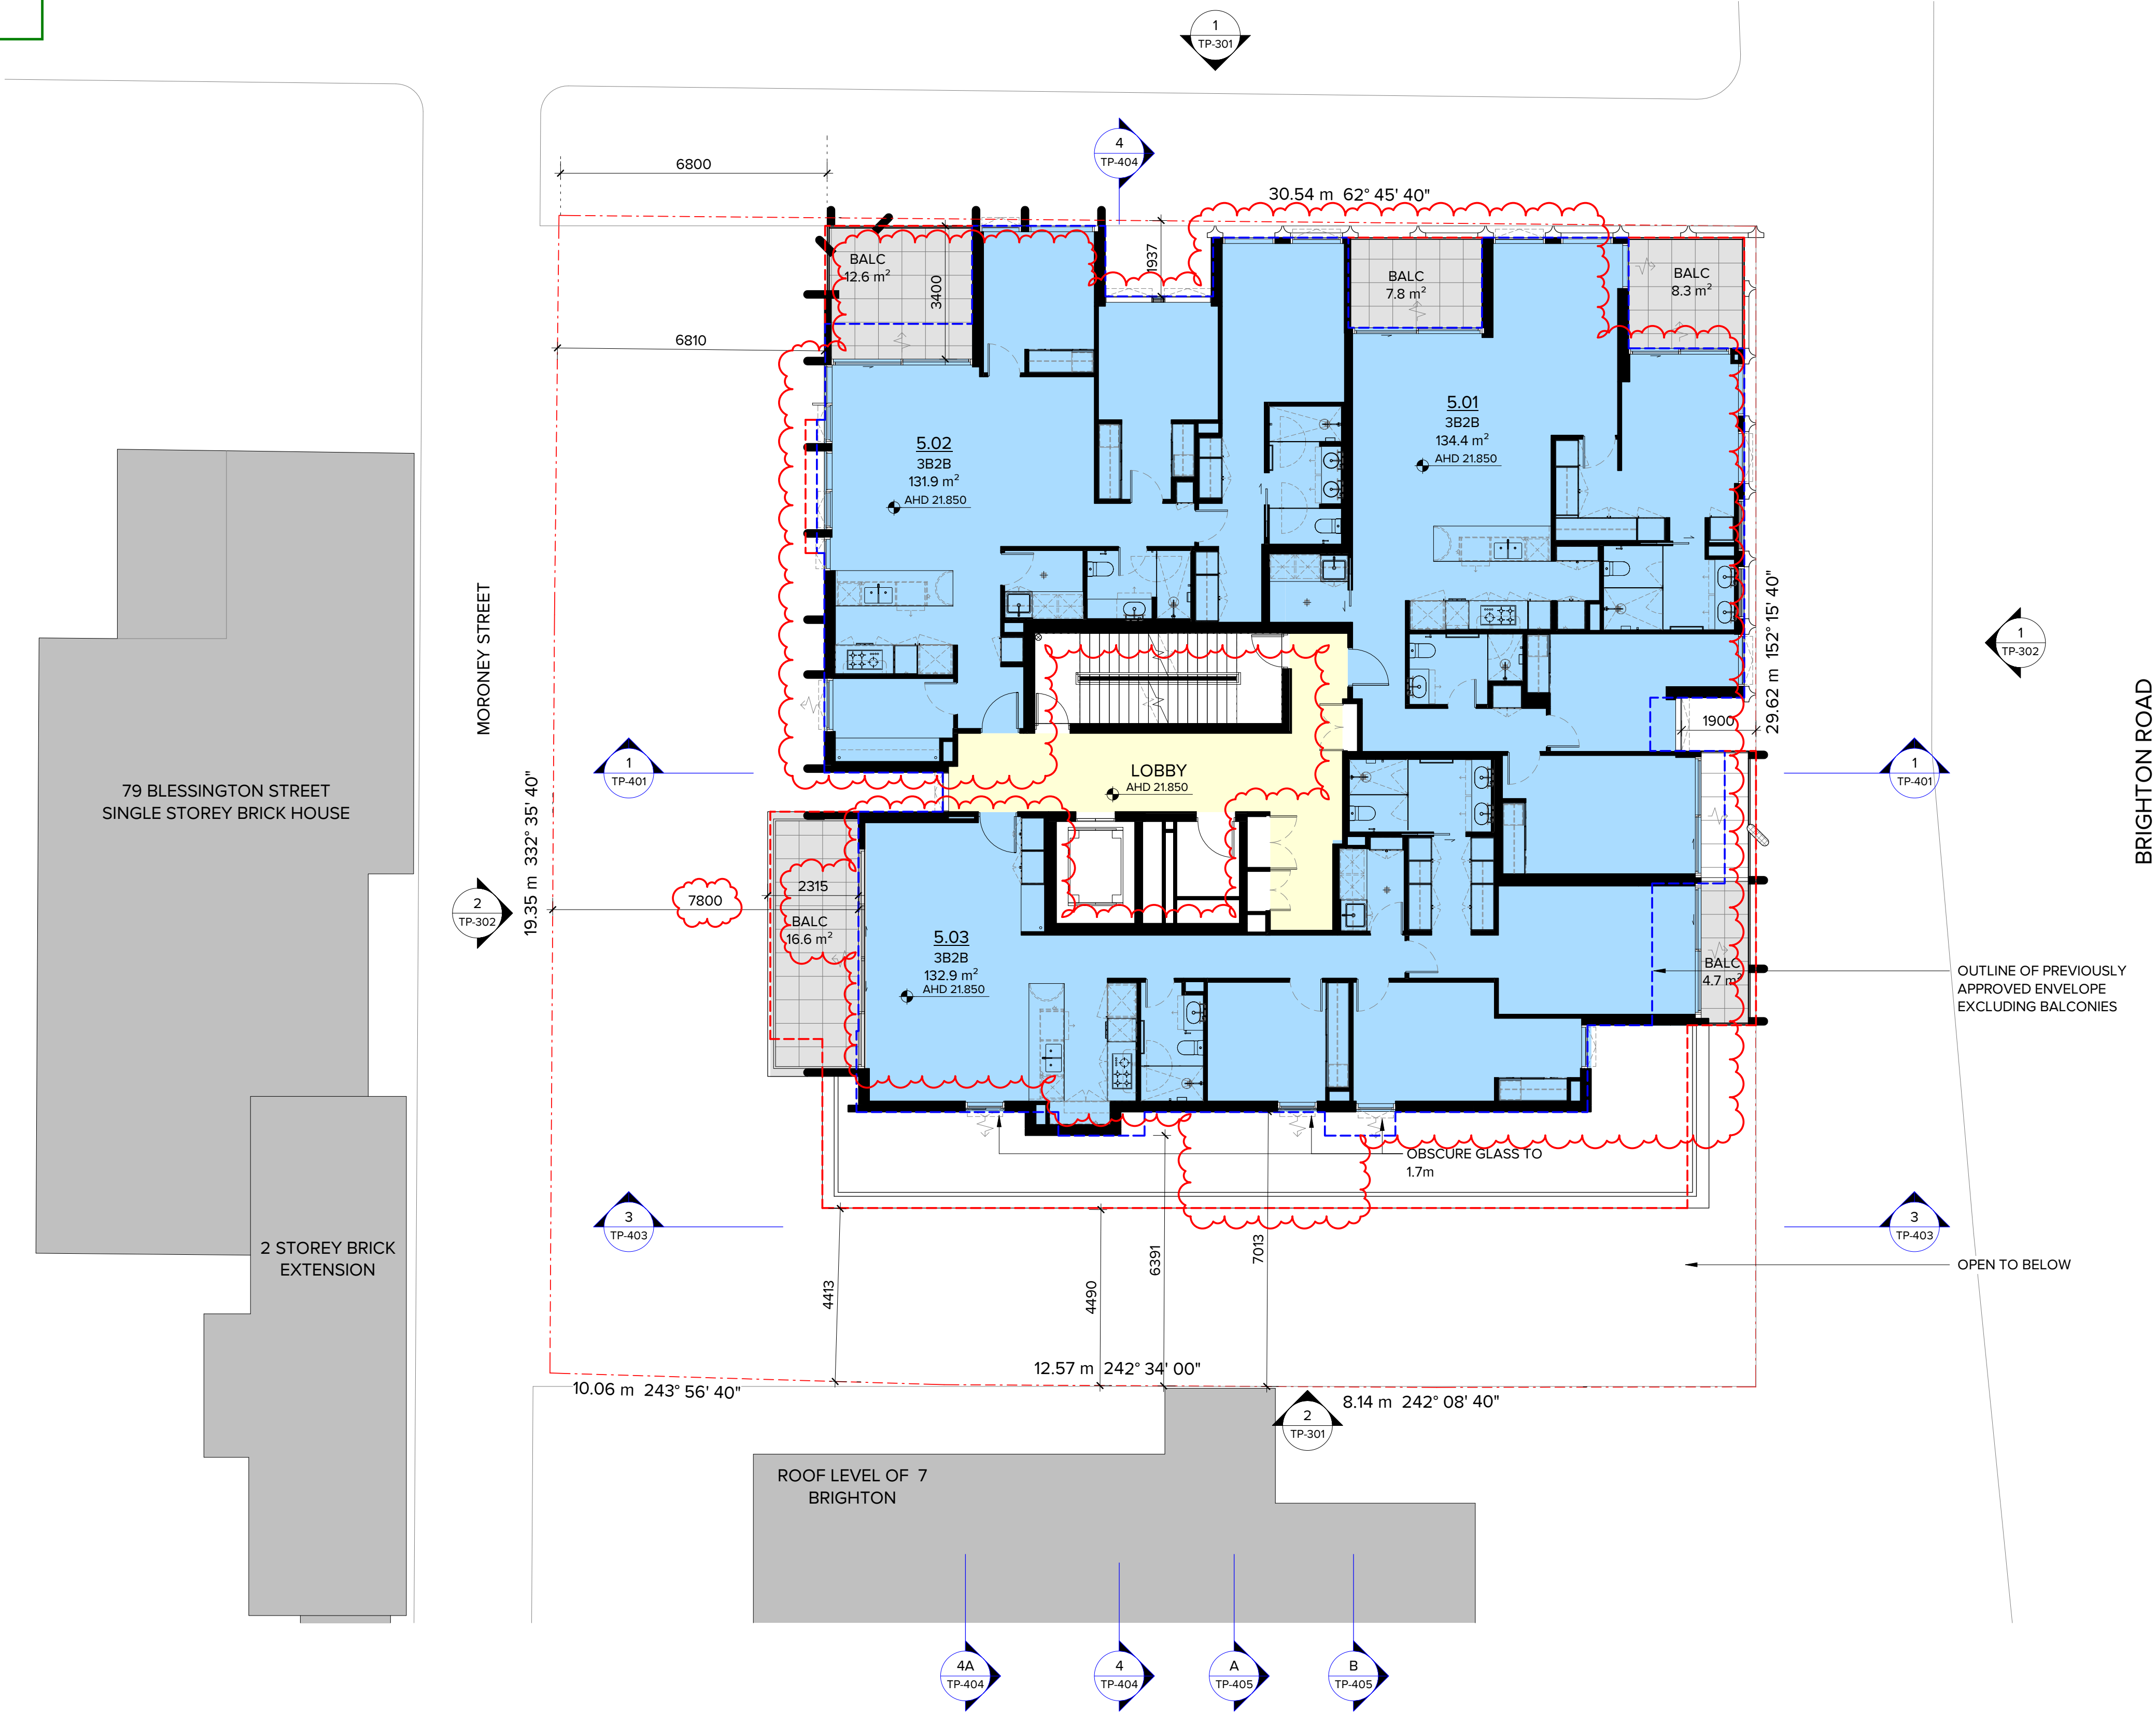 1
TP-301
4
TP-404
6800
30.54 m 62° 45' 40"
BALC
12.6 m²
3400
1937
BALC
7.8 m²
BALC
8.3 m²
6810
5.02
3B2B
131.9 m²
AHD 21.850
5.01
3B2B
134.4 m²
AHD 21.850
MORONEY STREET
29.62 m 152° 15' 40"
1
TP-302
BRIGHTON ROAD
1900
79 BLESSINGTON STREET
SINGLE STOREY BRICK HOUSE
19.35 m 332° 35' 40"
1
TP-401
LOBBY
AHD 21.850
1
TP-401
2
TP-302
7800
2315
BALC
16.6 m²
5.03
3B2B
132.9 m²
AHD 21.850
BALC
4.7 m²
OUTLINE OF PREVIOUSLY
APPROVED ENVELOPE
EXCLUDING BALCONIES
OBSCURE GLASS TO
1.7m
3
TP-403
3
TP-403
2 STOREY BRICK
EXTENSION
4413
4490
6391
7013
OPEN TO BELOW
10.06 m 243° 56' 40"
12.57 m 242° 34' 00"
8.14 m 242° 08' 40"
2
TP-301
ROOF LEVEL OF 7
BRIGHTON
4A
TP-404
4
TP-404
A
TP-405
B
TP-405